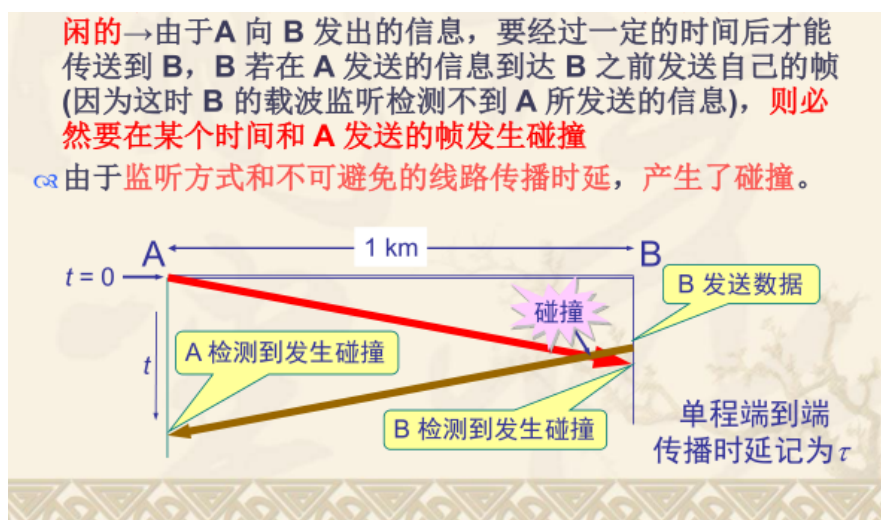 闲的→由于A 向 B 发出的信息，要经过一定的时间后才能
传送到 B，B 若在 A 发送的信息到达 B 之前发送自己的帧
(因为这时 B 的载波监听检测不到 A 所发送的信息)，则必
然要在某个时间和 A 发送的帧发生碰撞
由于监听方式和不可避免的线路传播时延，产生了碰撞。
A
1 km
B
t = 0
B 发送数据
碰撞
A 检测到发生碰撞
t
B 检测到发生碰撞
单程端到端
传播时延记为τ